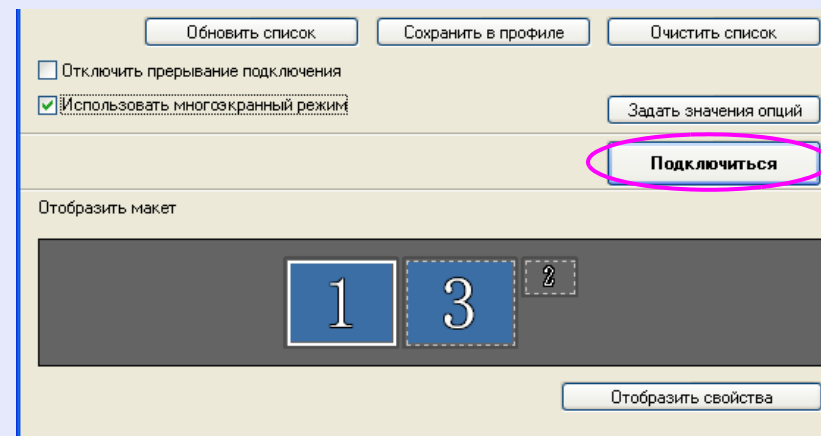 Обновить список Сохранить в профиле Очистить список
Отключить прерывание подключения
Использовать многоэкранный режим
Задать значения опций
Подключиться
Отобразить макет
1 3 2
Отобразить свойства